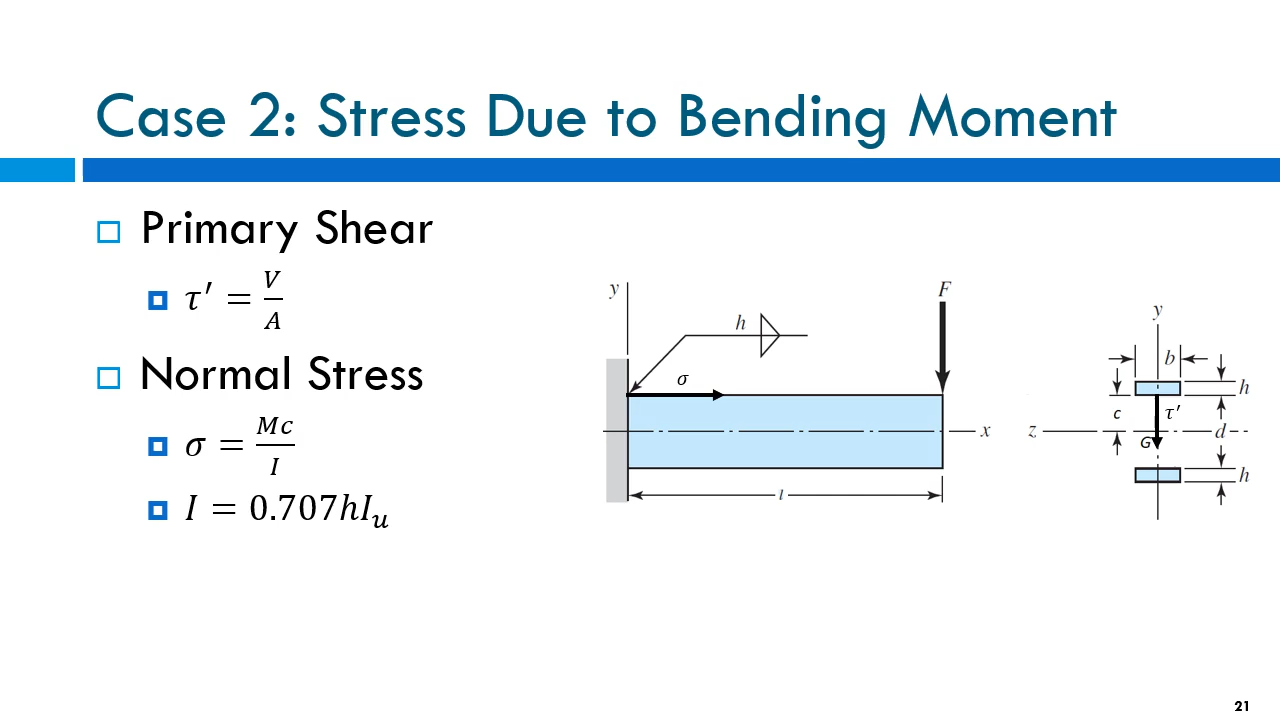 Case 2: Stress Due to Bending Moment
Primary Shear
τ′ = V/A
Normal Stress
σ = Mc/I
I = 0.707hI_u
y
F
h
σ
x
l
y
b
h
c
τ′
z
G
d
h
21